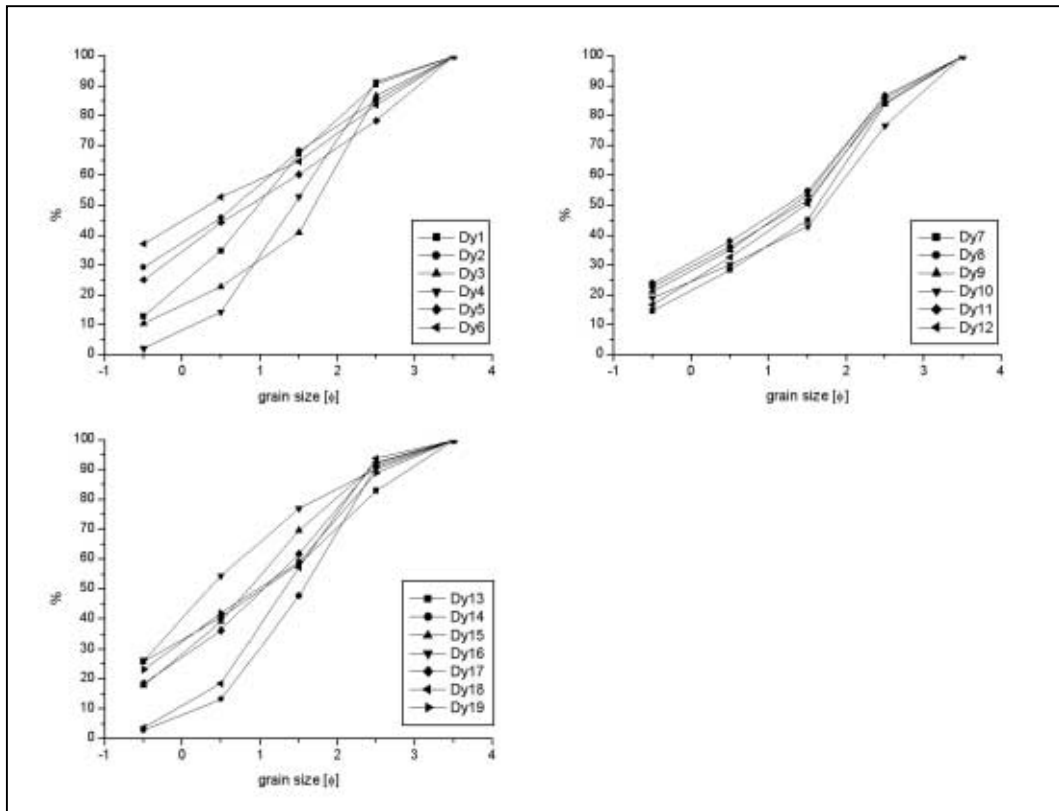 100
90
80
70
60
50
40
30
20
10
0
%
-1 0 1 2 3 4
grain size [ϕ]
Dy1
Dy2
Dy3
Dy4
Dy5
Dy6
100
90
80
70
60
50
40
30
20
10
0
%
-1 0 1 2 3 4
grain size [ϕ]
Dy7
Dy8
Dy9
Dy10
Dy11
Dy12
100
90
80
70
60
50
40
30
20
10
0
%
-1 0 1 2 3 4
grain size [ϕ]
Dy13
Dy14
Dy15
Dy16
Dy17
Dy18
Dy19